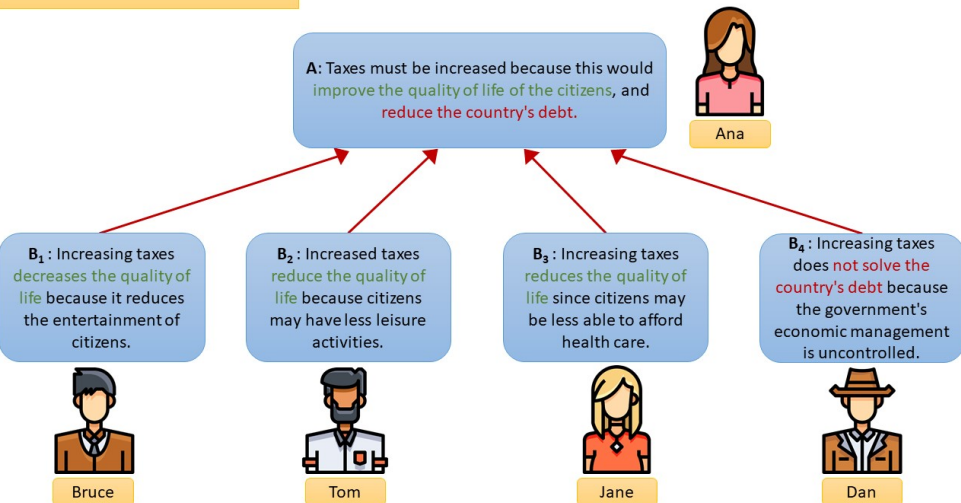 A: Taxes must be increased because this would
improve the quality of life of the citizens, and
reduce the country's debt.
Ana
B₁ : Increasing taxes
decreases the quality of
life because it reduces
the entertainment of
citizens.
B₂ : Increased taxes
reduce the quality of
life because citizens
may have less leisure
activities.
B₃ : Increasing taxes
reduces the quality of
life since citizens may
be less able to afford
health care.
B₄ : Increasing taxes
does not solve the
country's debt because
the government's
economic management
is uncontrolled.
Bruce
Tom
Jane
Dan